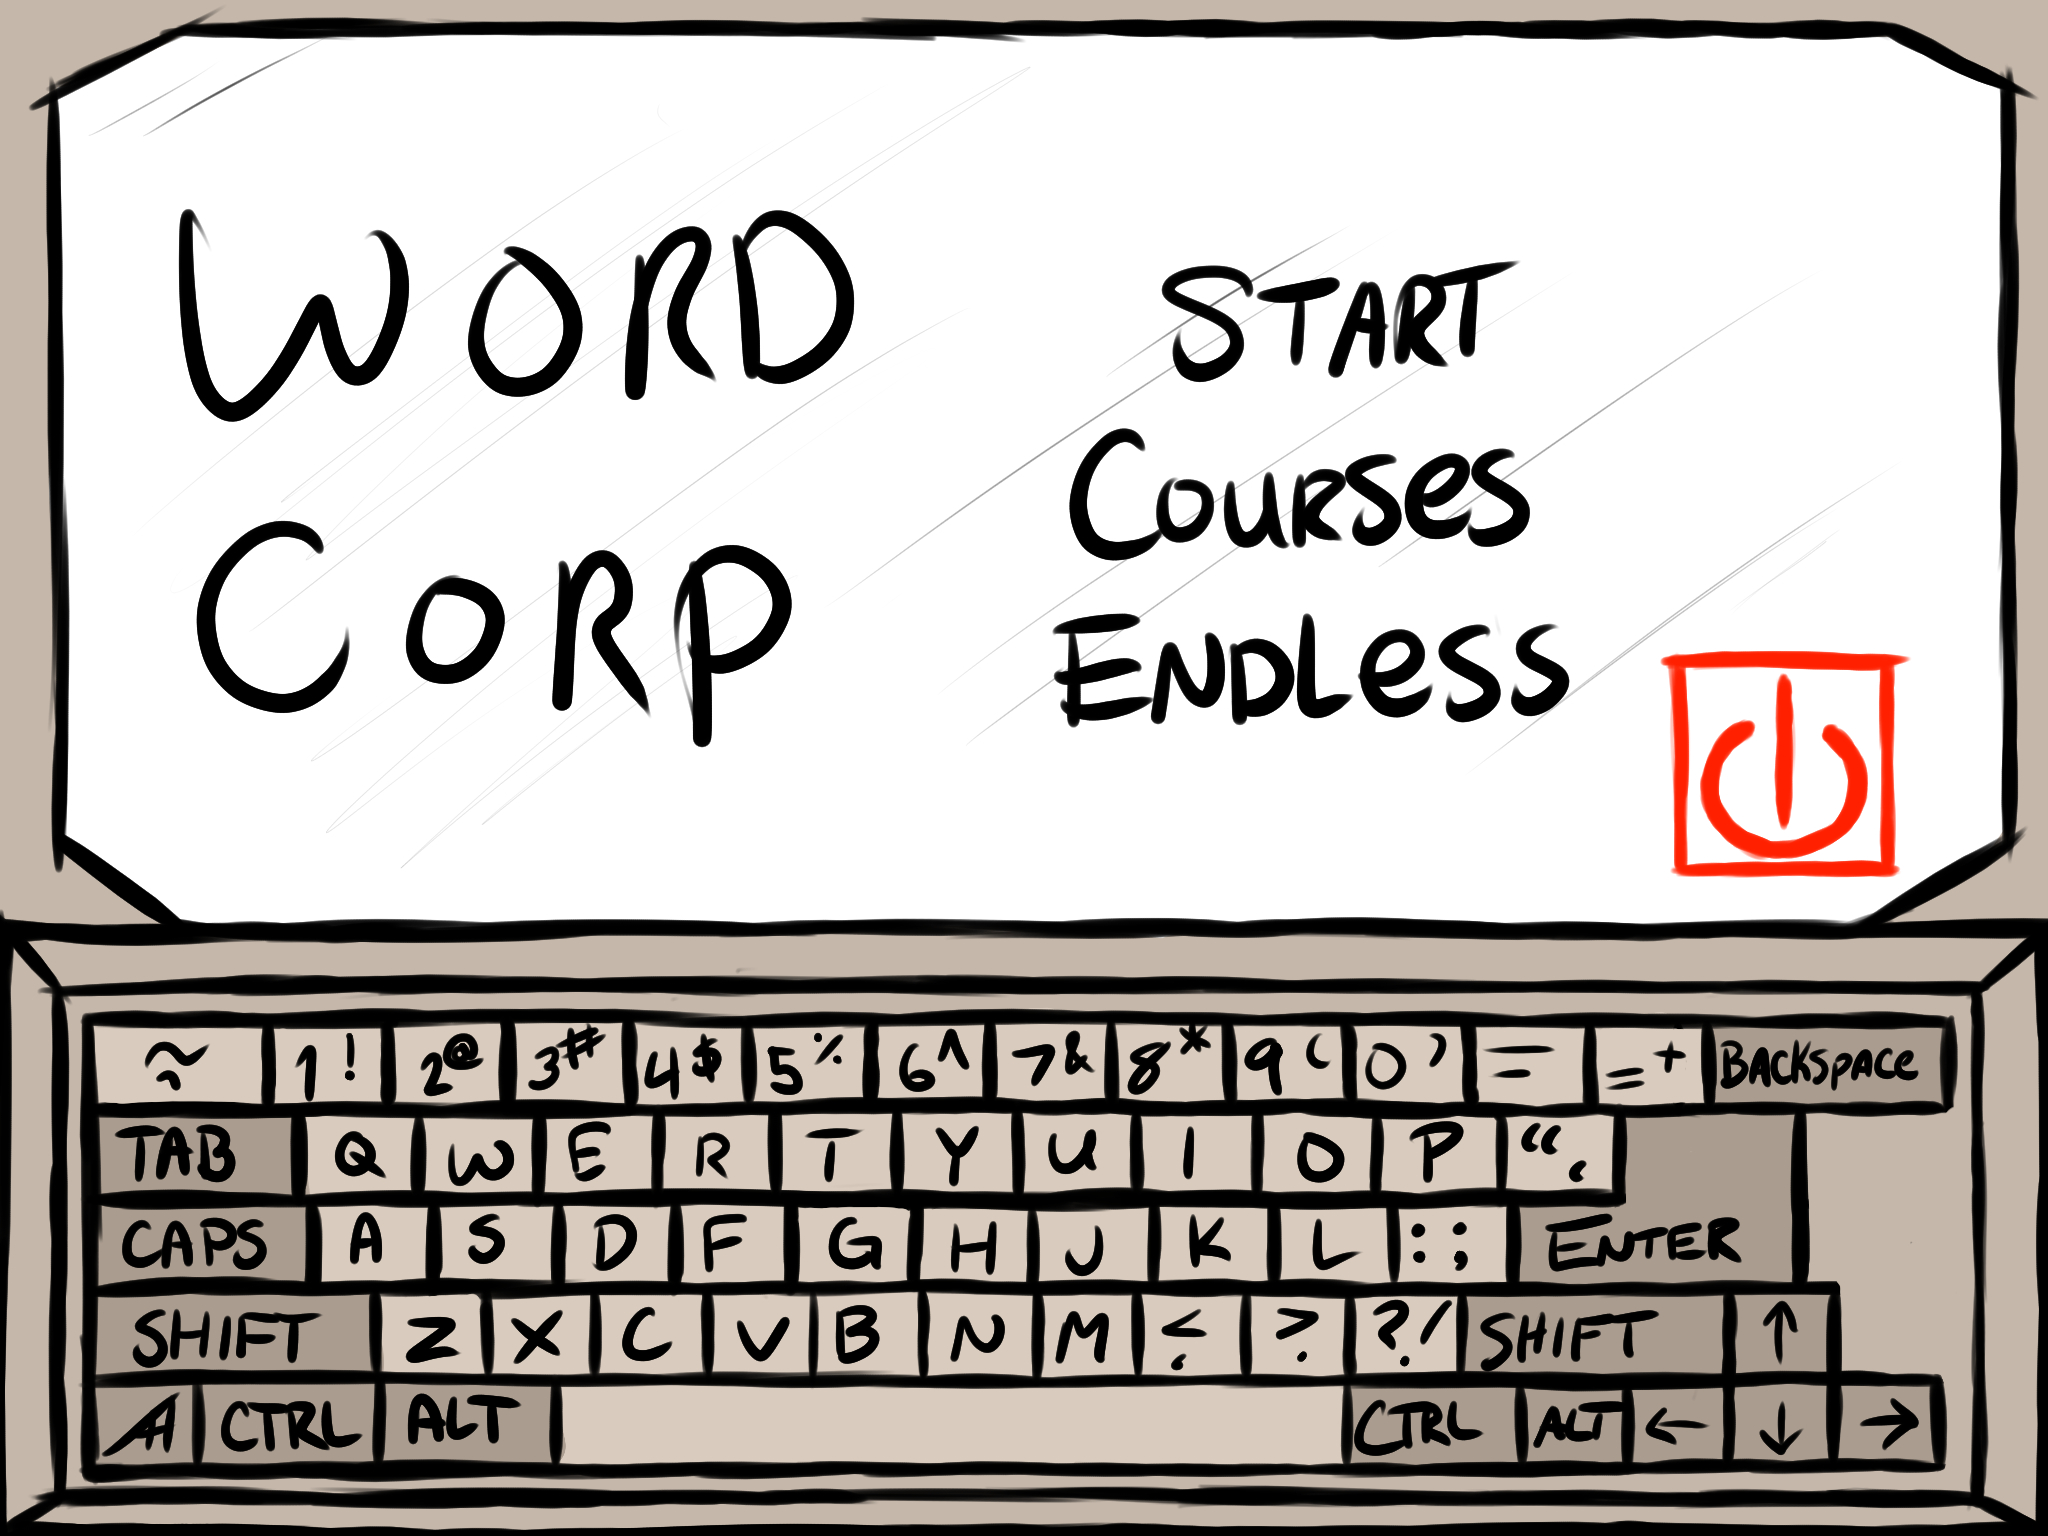 WORD
CORP
START
COURSES
ENDLESS
~ 1! 2@ 3# 4$ 5% 6^ 7& 8* 9( 0) =+ BACKSPACE
TAB Q W E R T Y U I O P “
CAPS A S D F G H J K L : ; ENTER
SHIFT Z X C V B N M < , > . ? / SHIFT ↑
A CTRL ALT CTRL ALT ← ↓ →